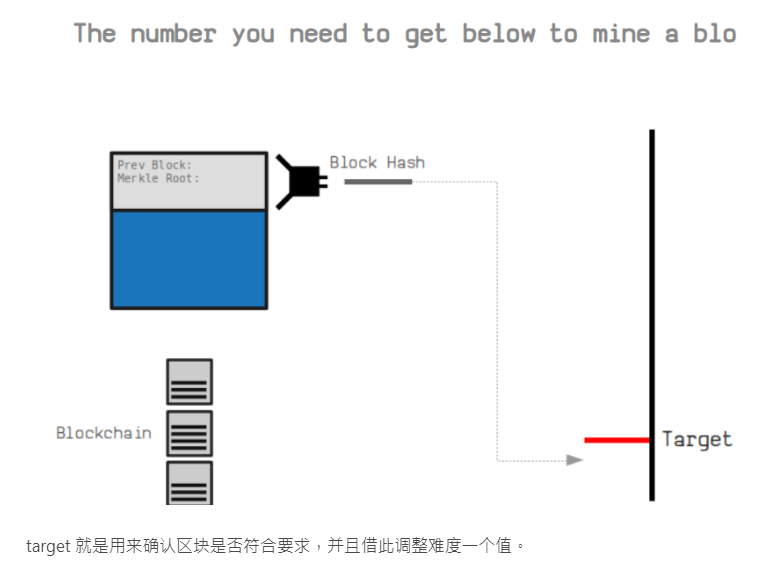 The number you need to get below to mine a blo
Prev Block:
Merkle Root:
Block Hash
Blockchain
Target
target 就是用来确认区块是否符合要求，并且借此调整难度一个值。